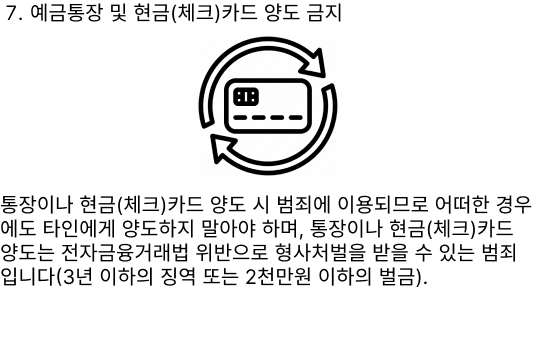 7. 예금통장 및 현금(체크)카드 양도 금지
통장이나 현금(체크)카드 양도 시 범죄에 이용되므로 어떠한 경우
에도 타인에게 양도하지 말아야 하며, 통장이나 현금(체크)카드
양도는 전자금융거래법 위반으로 형사처벌을 받을 수 있는 범죄
입니다(3년 이하의 징역 또는 2천만원 이하의 벌금).